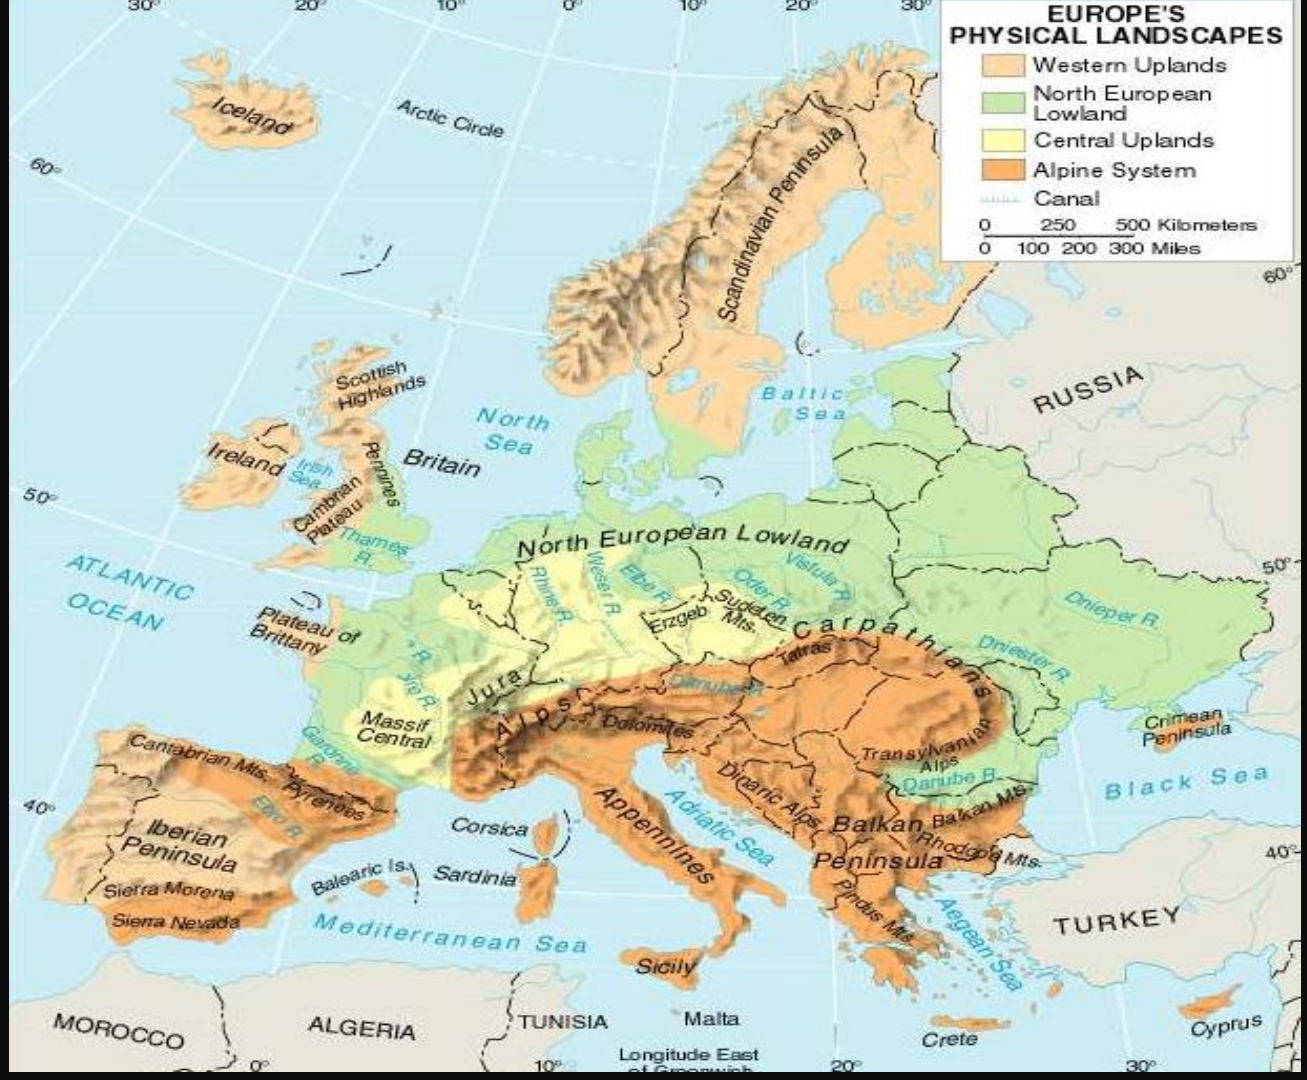 30°
20°
10°
0°
10°
20°
30°
EUROPE'S
PHYSICAL LANDSCAPES
Western Uplands
North European
Lowland
Central Uplands
Alpine System
Canal
0 250 500 Kilometers
0 100 200 300 Miles
Iceland
Arctic Circle
60°
Scandinavian Peninsula
60°
Scottish
Highlands
North
Sea
Baltic
Sea
RUSSIA
Ireland
Irish
Sea
Pennines
Britain
Cambrian
Plateau
50°
Thames
R.
North European Lowland
50°
ATLANTIC
OCEAN
Rhine R.
Weser R.
Elbe R.
Oder R.
Vistula R.
Dnieper R.
Plateau of
Brittany
Erzgeb
Sudeten
Mts.
Carpathians
Tatras
Dniester R.
R.
R.
Jura
Danube R.
Massif
Central
Alps
Dolomites
Crimean
Peninsula
Cantabrian Mts.
Garonne
R.
Transylvanian
Alps
Danube R.
Black Sea
Pyrenees
Ebro R.
40°
Dinaric Alps
Balkan Mts.
Corsica
Appennines
Adriatic Sea
Balkan
Peninsula
Rhodope Mts.
40°
Iberian
Peninsula
Balearic Is.
Sardinia
Sierra Morena
Sierra Nevada
Pindus Mts.
Aegean Sea
TURKEY
Mediterranean Sea
Sicily
MOROCCO
ALGERIA
TUNISIA
Malta
Crete
Cyprus
0°
10°
Longitude East
of Greenwich
20°
30°